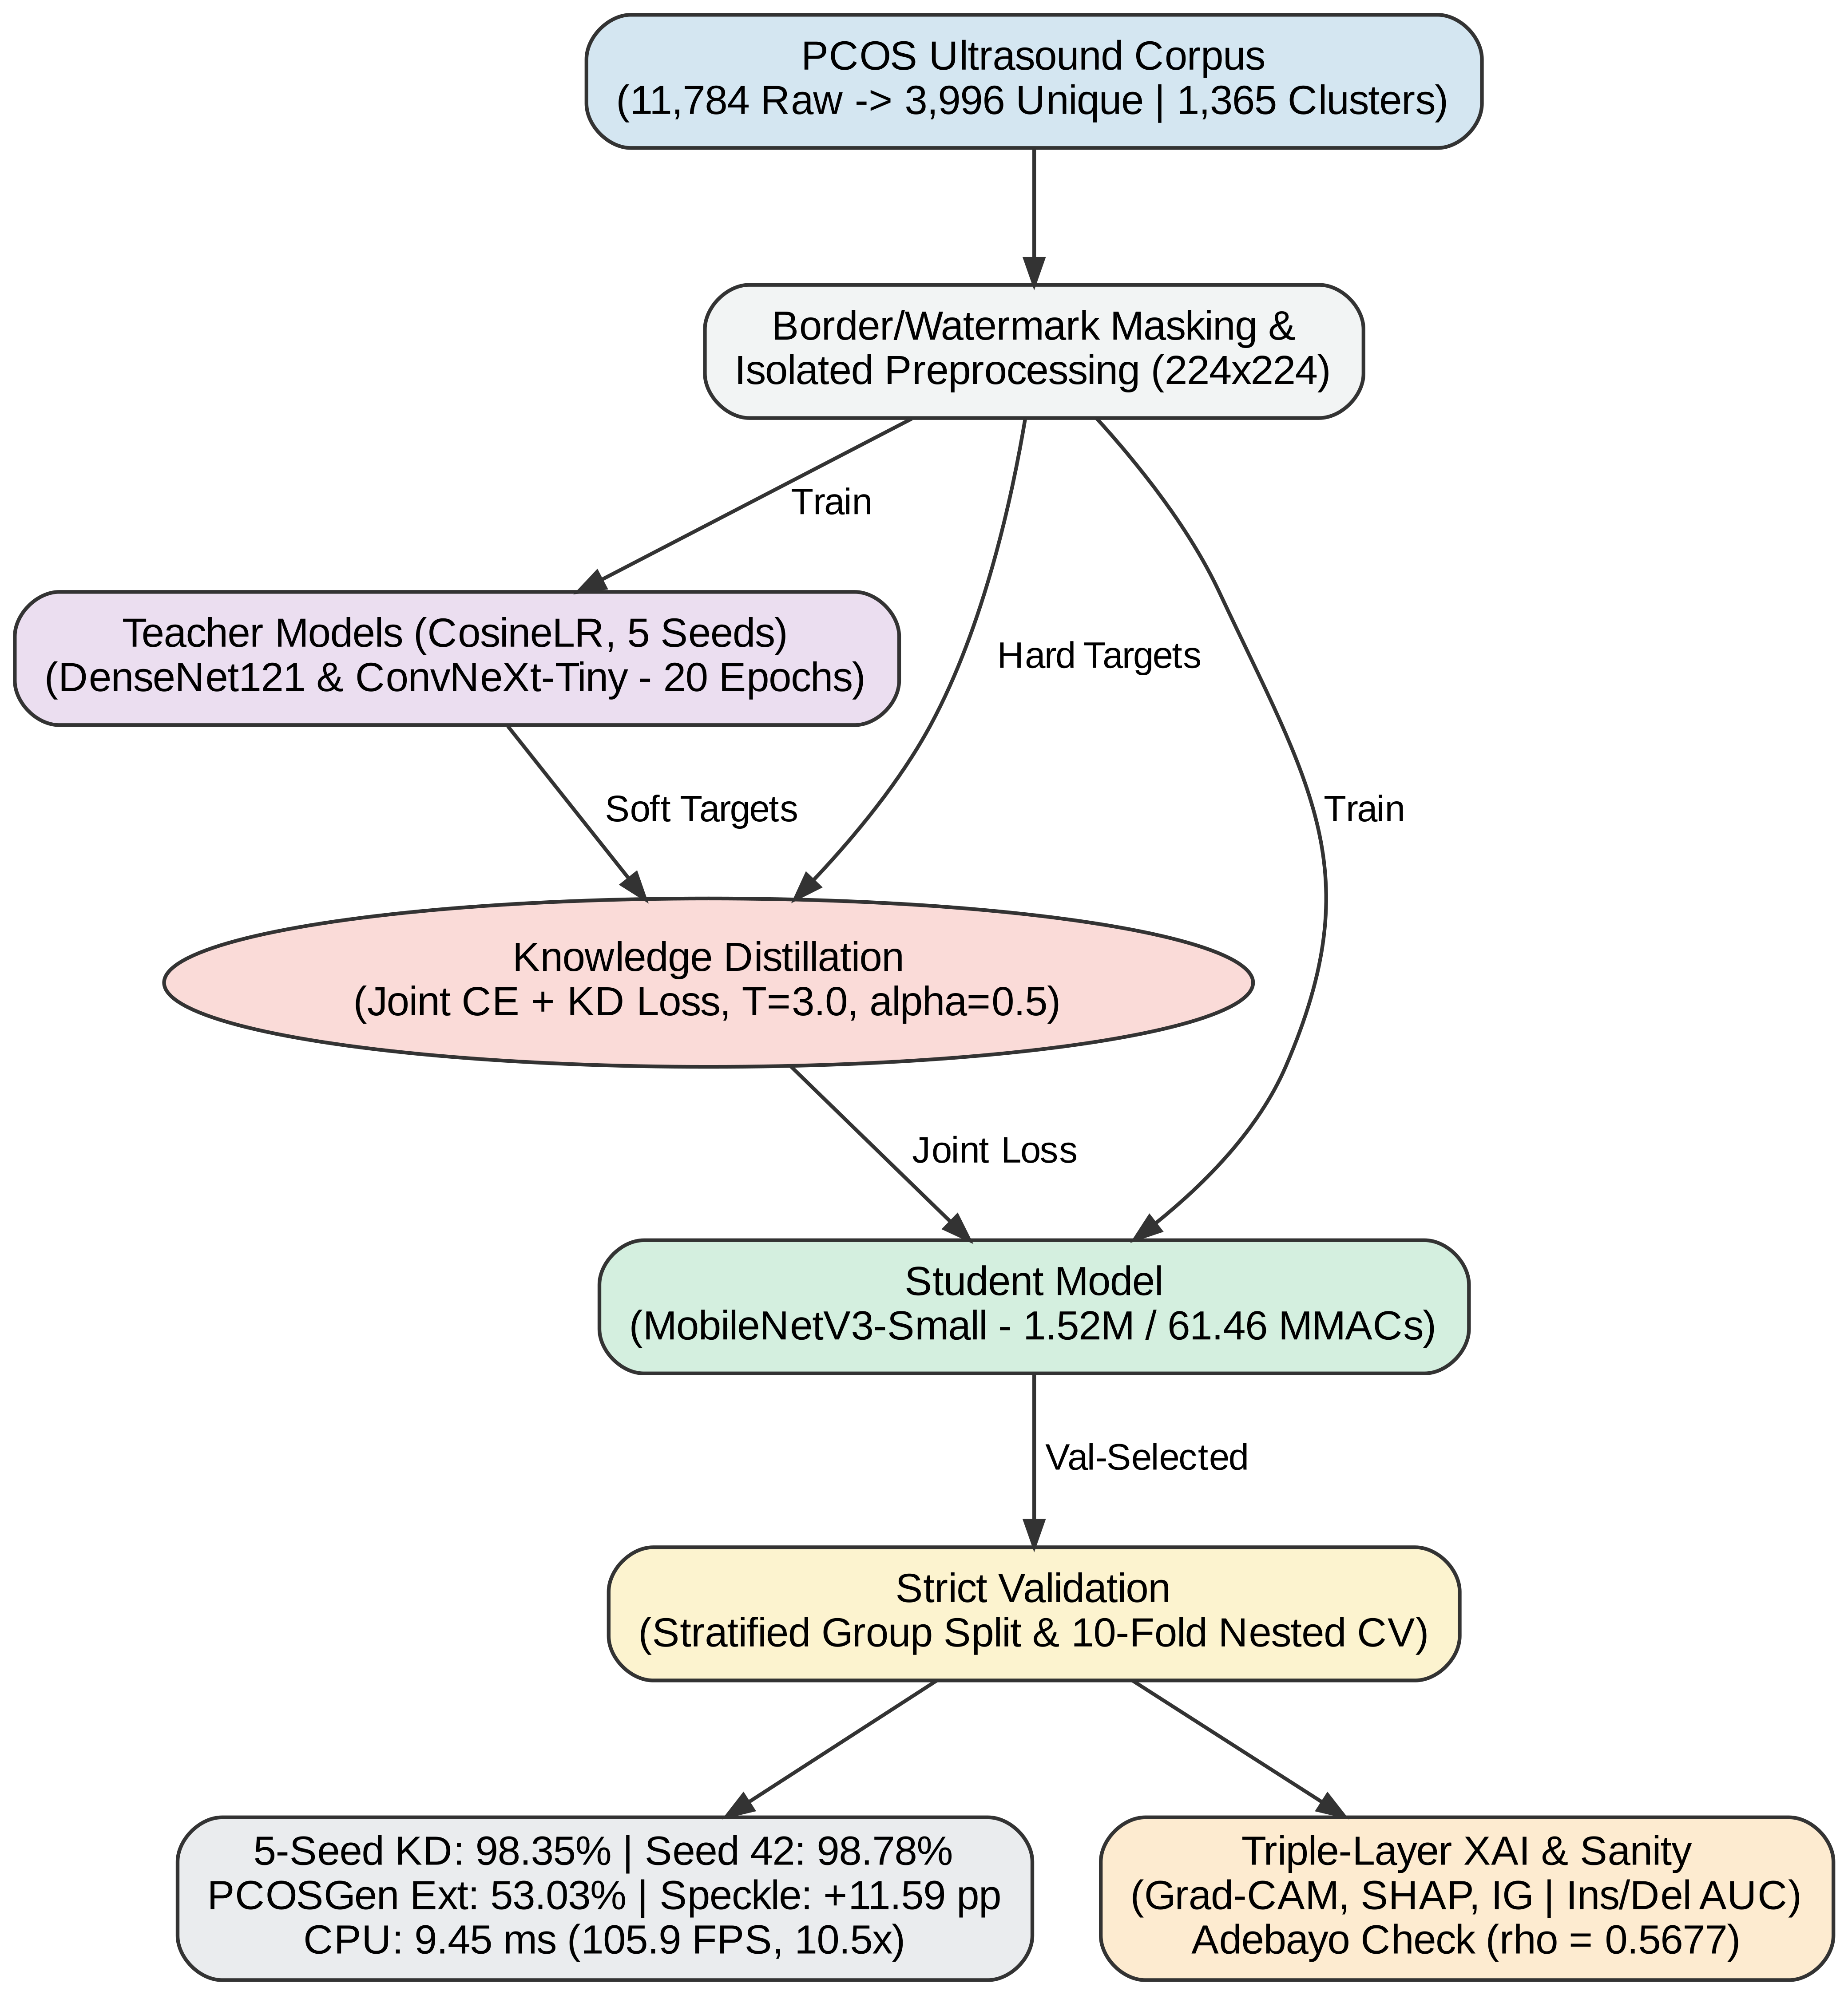 PCOS Ultrasound Corpus
(11,784 Raw -> 3,996 Unique | 1,365 Clusters)
Border/Watermark Masking &
Isolated Preprocessing (224x224)
Train
Teacher Models (CosineLR, 5 Seeds)
(DenseNet121 & ConvNeXt-Tiny - 20 Epochs)
Hard Targets
Soft Targets
Train
Knowledge Distillation
(Joint CE + KD Loss, T=3.0, alpha=0.5)
Joint Loss
Student Model
(MobileNetV3-Small - 1.52M / 61.46 MMACs)
Val-Selected
Strict Validation
(Stratified Group Split & 10-Fold Nested CV)
5-Seed KD: 98.35% | Seed 42: 98.78%
PCOSGen Ext: 53.03% | Speckle: +11.59 pp
CPU: 9.45 ms (105.9 FPS, 10.5x)
Triple-Layer XAI & Sanity
(Grad-CAM, SHAP, IG | Ins/Del AUC)
Adebayo Check (rho = 0.5677)